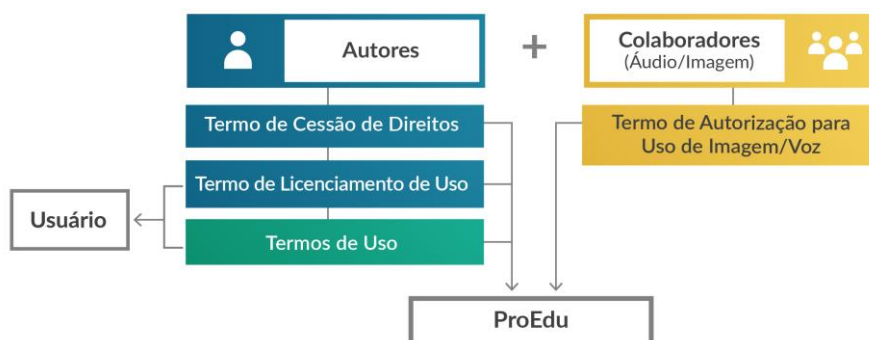 Autores
+
Colaboradores
(Áudio/Imagem)
Termo de Cessão de Direitos
Termo de Autorização para
Uso de Imagem/Voz
Termo de Licenciamento de Uso
Usuário
Termos de Uso
ProEdu